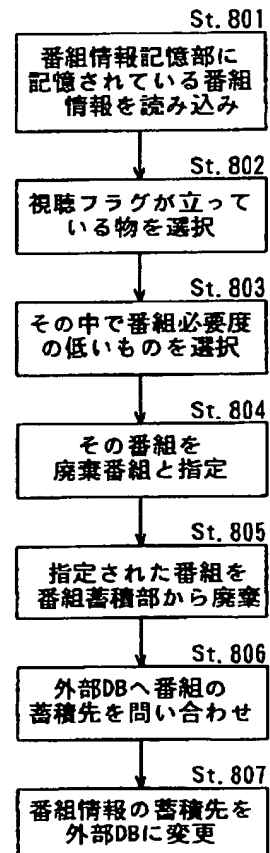 St. 801
番組情報記憶部に
記憶されている番組
情報を読み込み
St. 802
視聴フラグが立って
いる物を選択
St. 803
その中で番組必要度
の低いものを選択
St. 804
その番組を
廃棄番組と指定
St. 805
指定された番組を
番組蓄積部から廃棄
St. 806
外部DBへ番組の
蓄積先を問い合わせ
St. 807
番組情報の蓄積先を
外部DBに変更